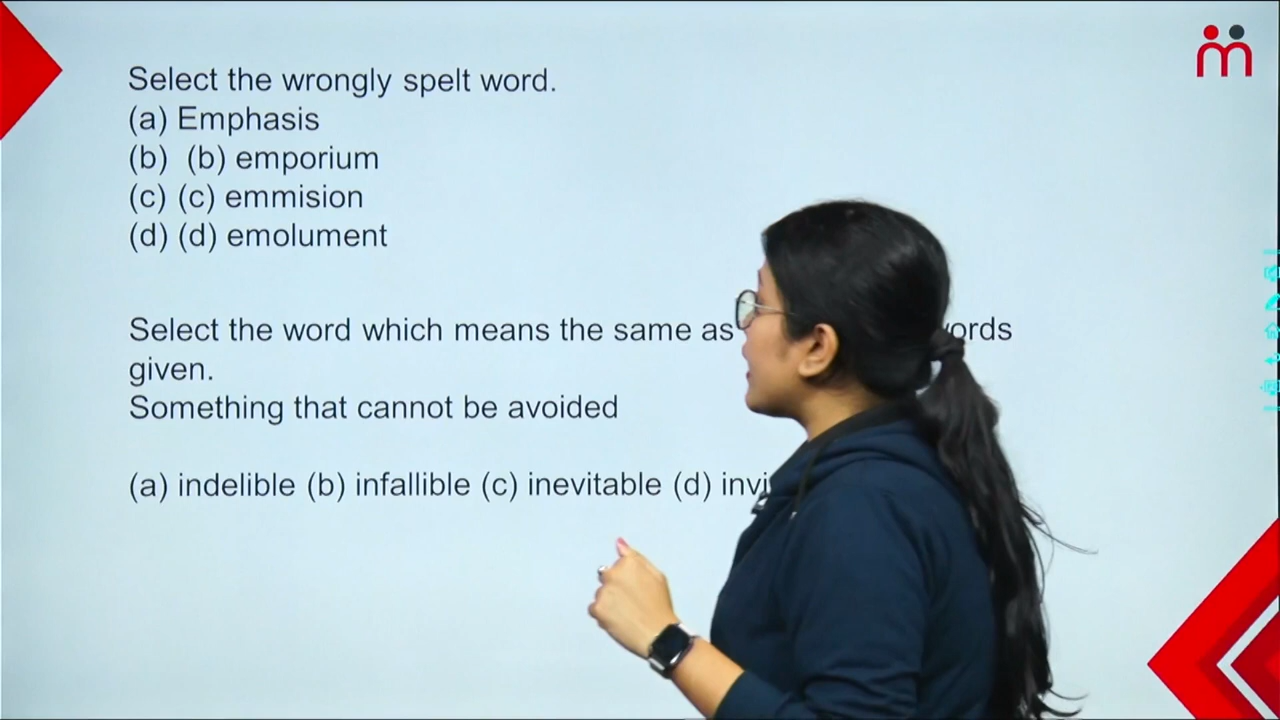 Select the wrongly spelt word.
(a) Emphasis
(b) (b) emporium
(c) (c) emmision
(d) (d) emolument
Select the word which means the same as
given.
Something that cannot be avoided
(a) indelible (b) infallible (c) inevitable (d)